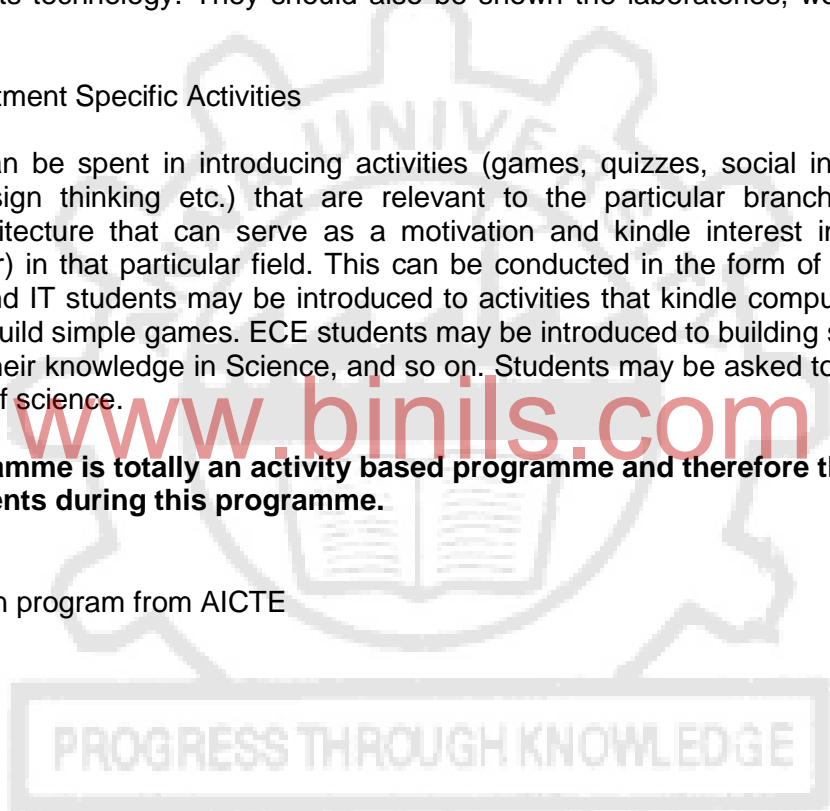 ts technology. They should also be shown the laboratories, we
tment Specific Activities
an be spent in introducing activities (games, quizzes, social in
sign thinking etc.) that are relevant to the particular branch
itecture that can serve as a motivation and kindle interest in
r) in that particular field. This can be conducted in the form of
nd IT students may be introduced to activities that kindle compu
uild simple games. ECE students may be introduced to building s
heir knowledge in Science, and so on. Students may be asked to
f science.
www.binils.com
amme is totally an activity based programme and therefore th
ents during this programme.
n program from AICTE
UNIVE
PROGRESS THROUGH KNOWLEDGE